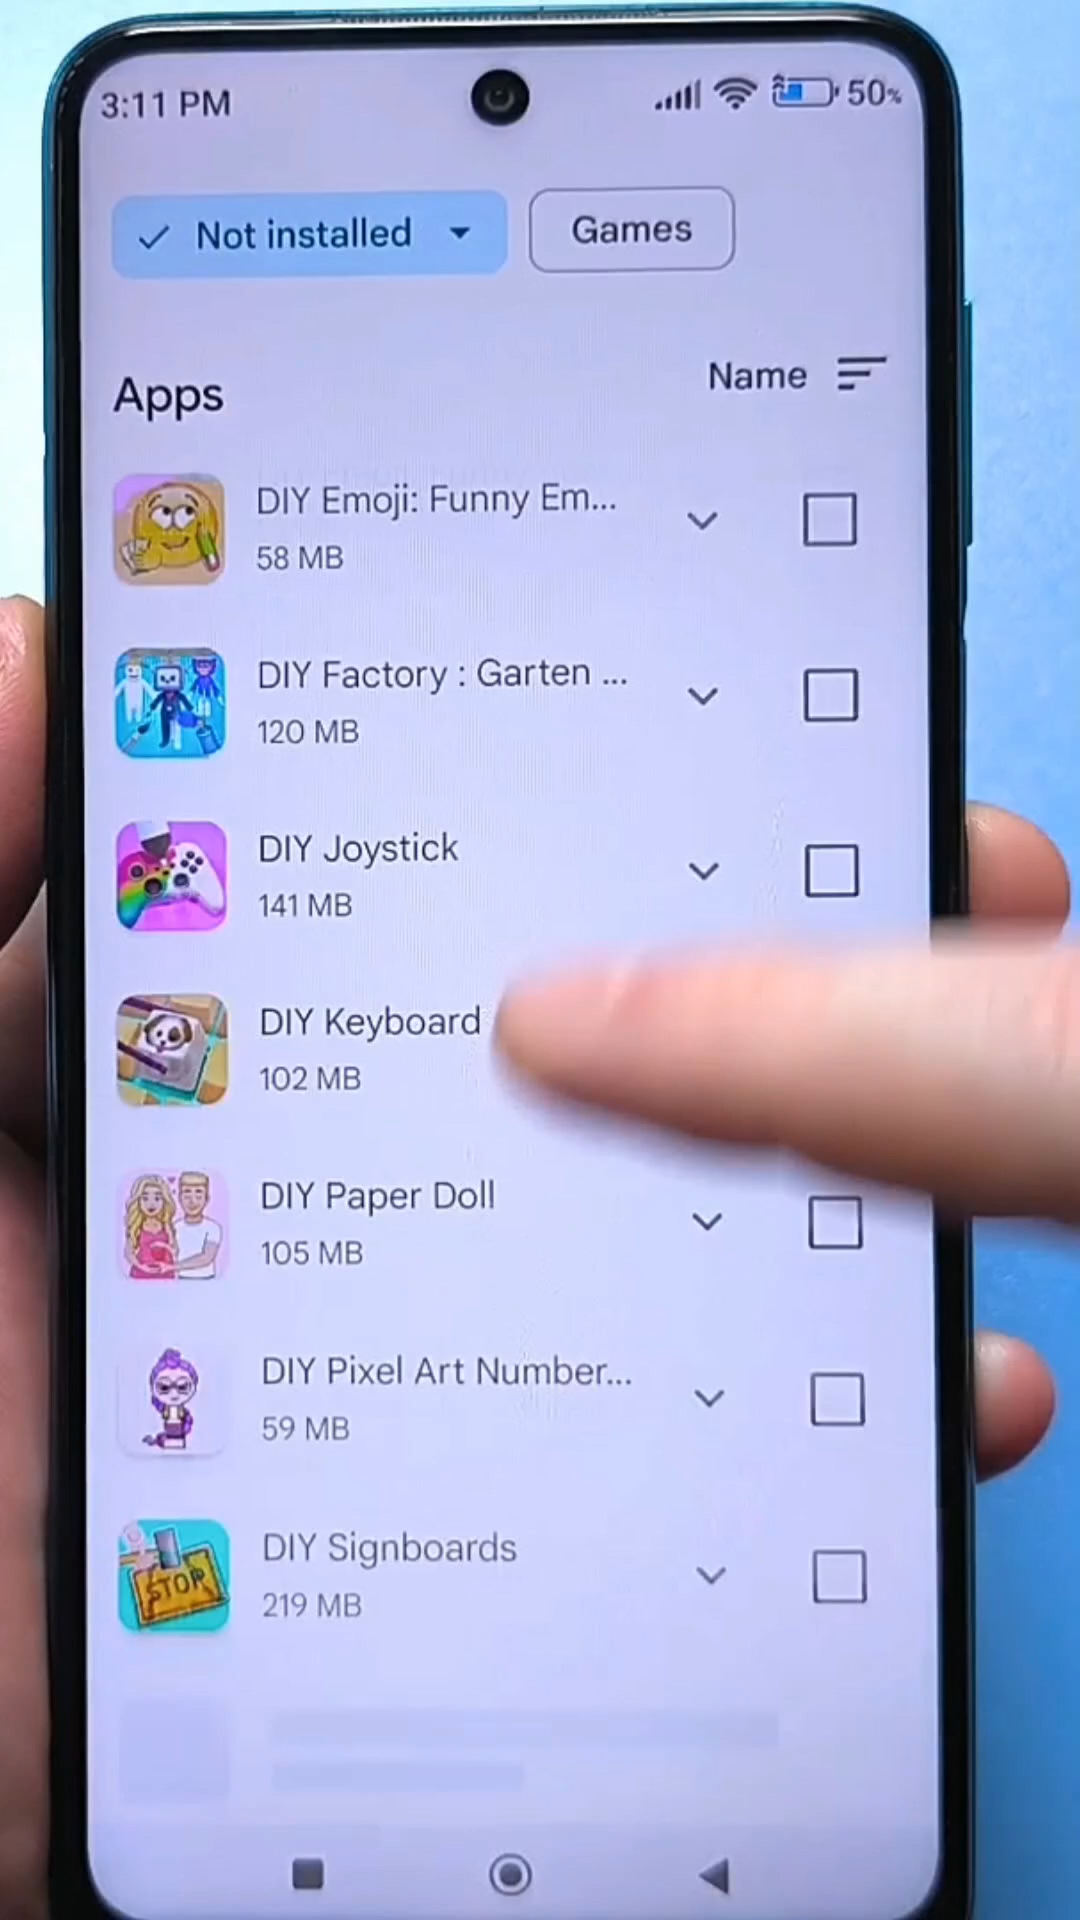 3:11 PM
50%
Not installed
Games
Apps
Name
DIY Emoji: Funny Em...
58 MB
DIY Factory : Garten ...
120 MB
DIY Joystick
141 MB
DIY Keyboard
102 MB
DIY Paper Doll
105 MB
DIY Pixel Art Number...
59 MB
STOP
DIY Signboards
219 MB